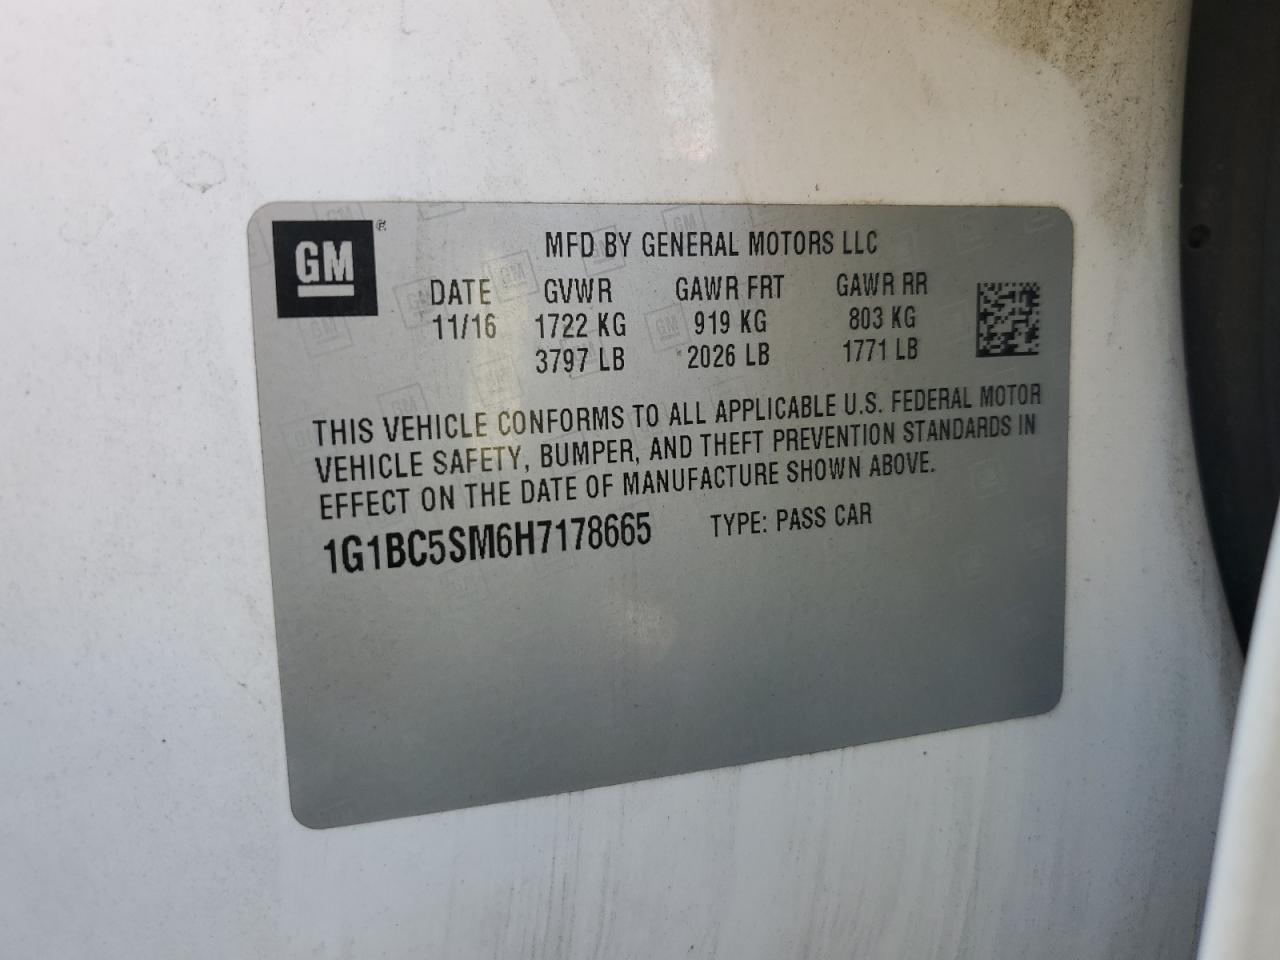 GM
MFD BY GENERAL MOTORS LLC
DATE GVWR GAWR FRT GAWR RR
11/16 1722 KG 919 KG 803 KG
3797 LB 2026 LB 1771 LB
THIS VEHICLE CONFORMS TO ALL APPLICABLE U.S. FEDERAL MOTOR
VEHICLE SAFETY, BUMPER, AND THEFT PREVENTION STANDARDS IN
EFFECT ON THE DATE OF MANUFACTURE SHOWN ABOVE.
1G1BC5SM6H7178665 TYPE: PASS CAR